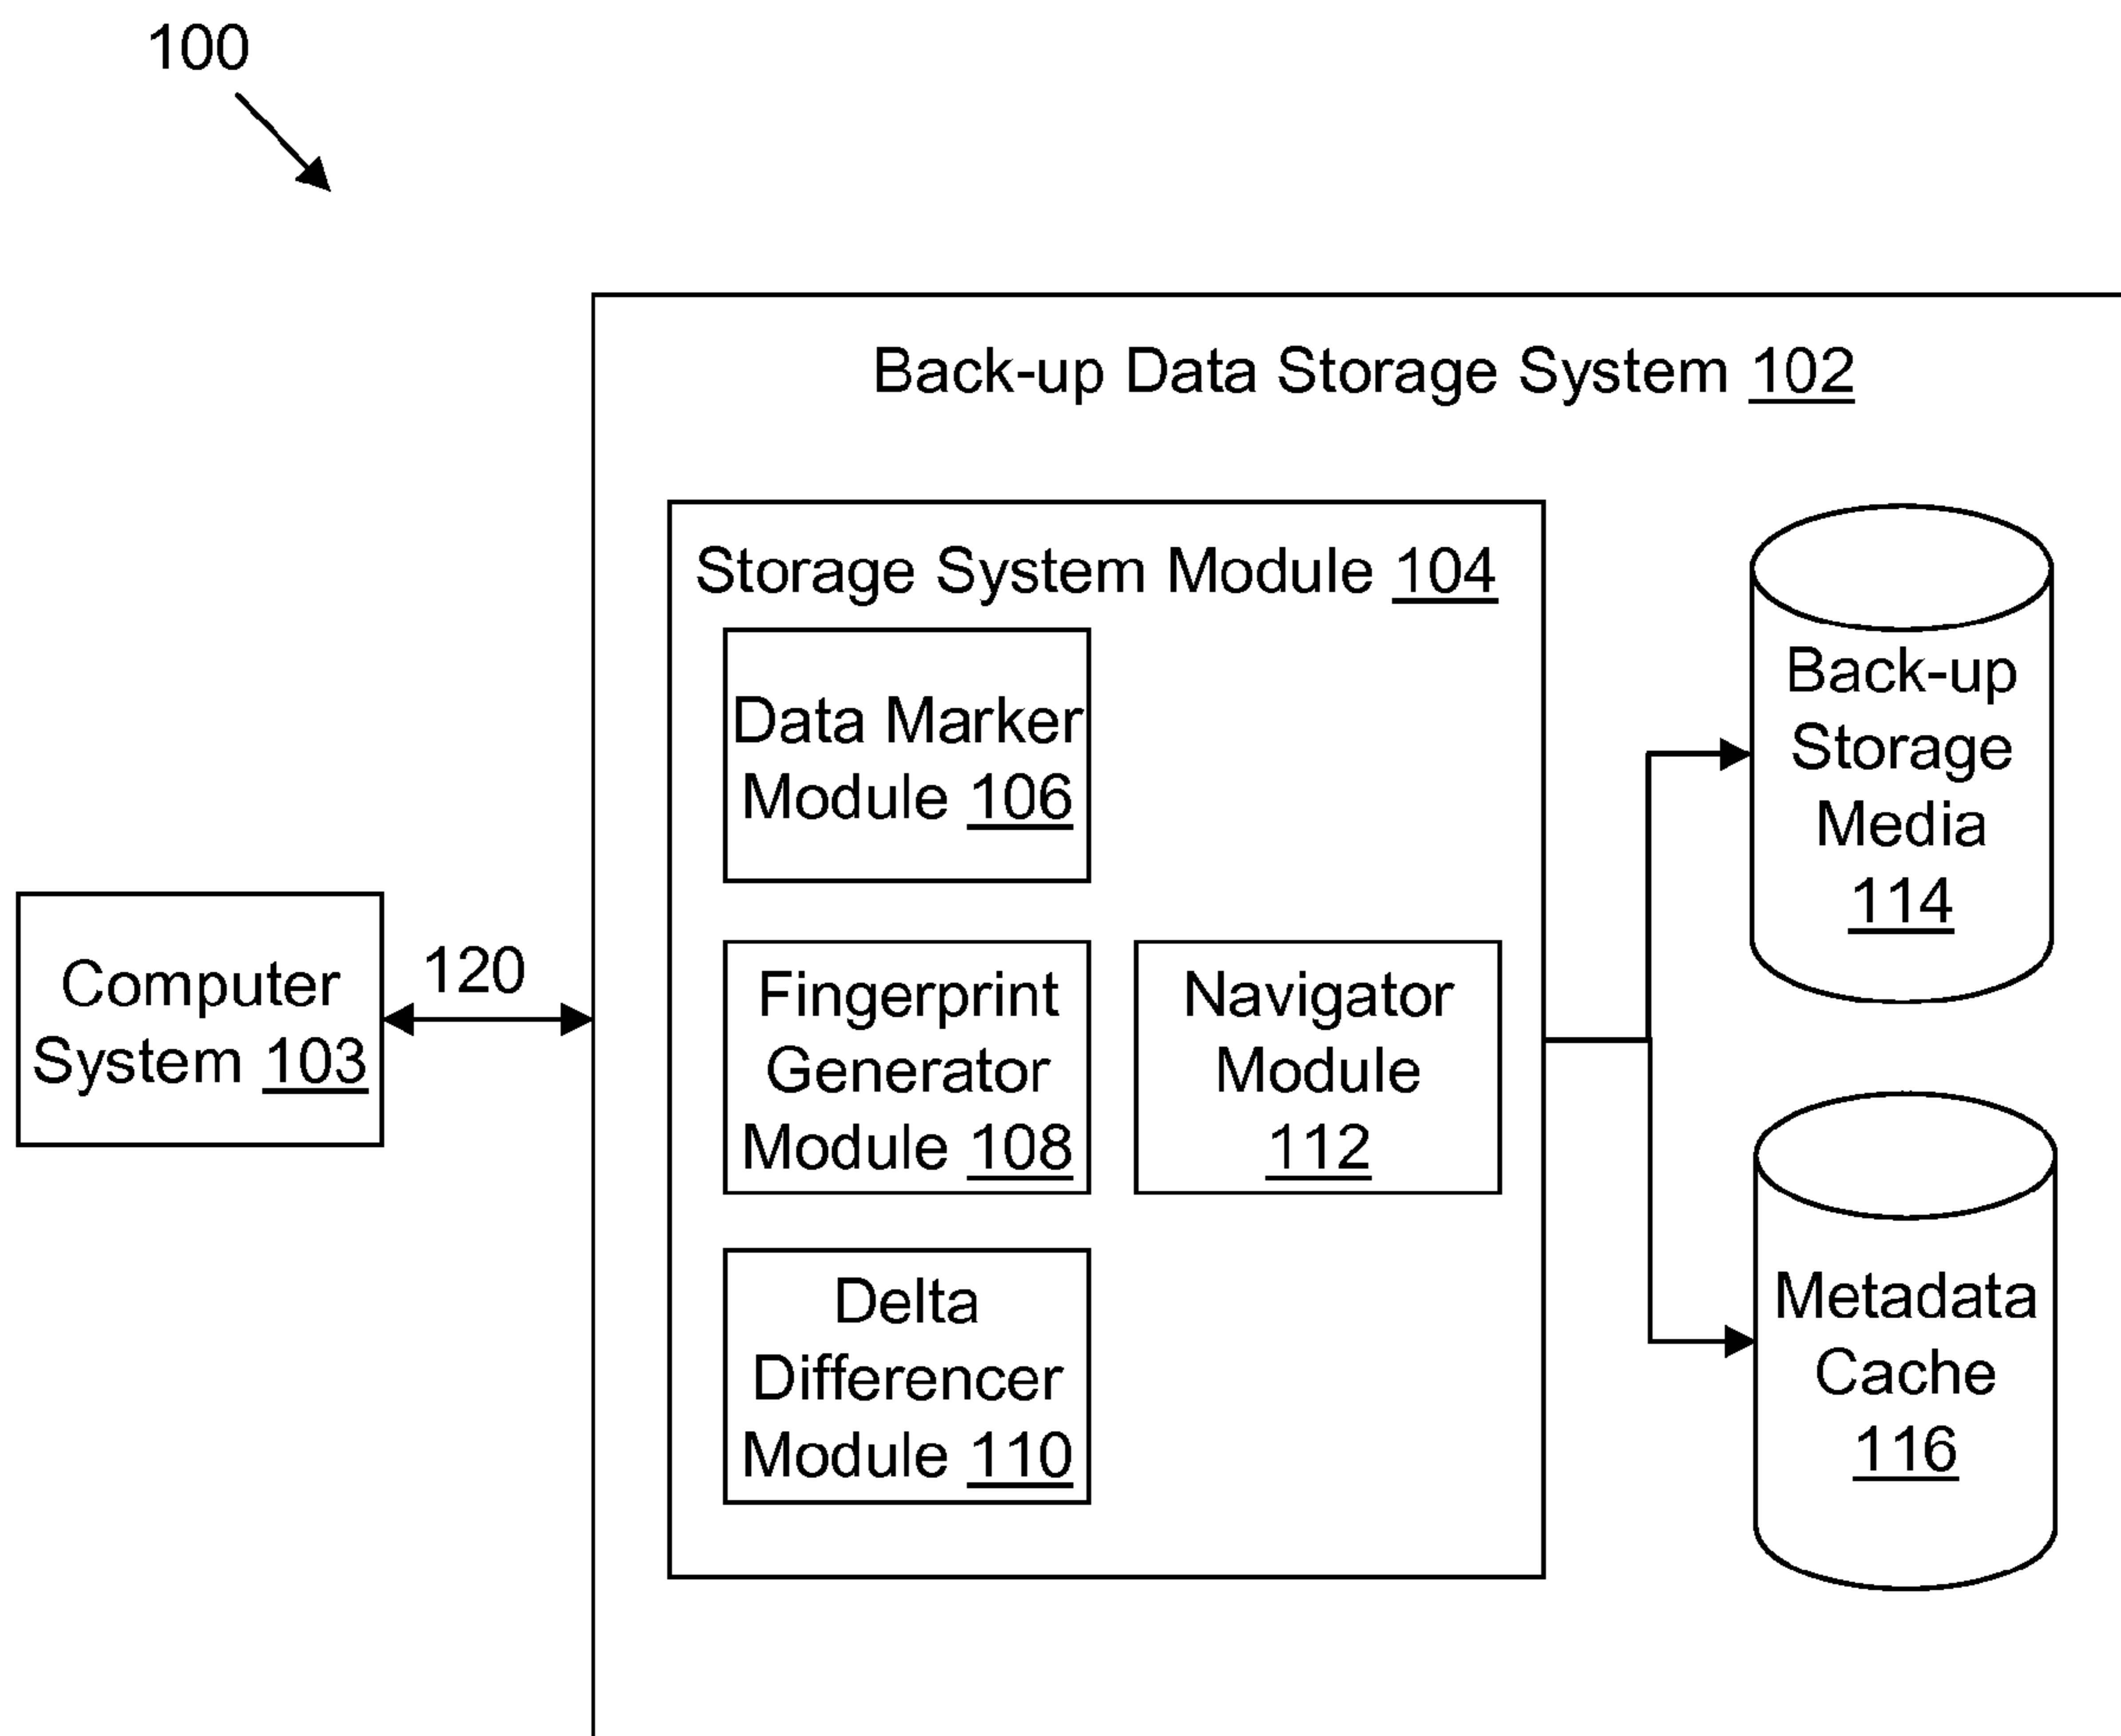 100
Back-up Data Storage System 102
Storage System Module 104
Data Marker
Module 106
Fingerprint
Generator
Module 108
Delta
Differencer
Module 110
Navigator
Module
112
Computer
System 103
120
Back-up
Storage
Media
114
Metadata
Cache
116